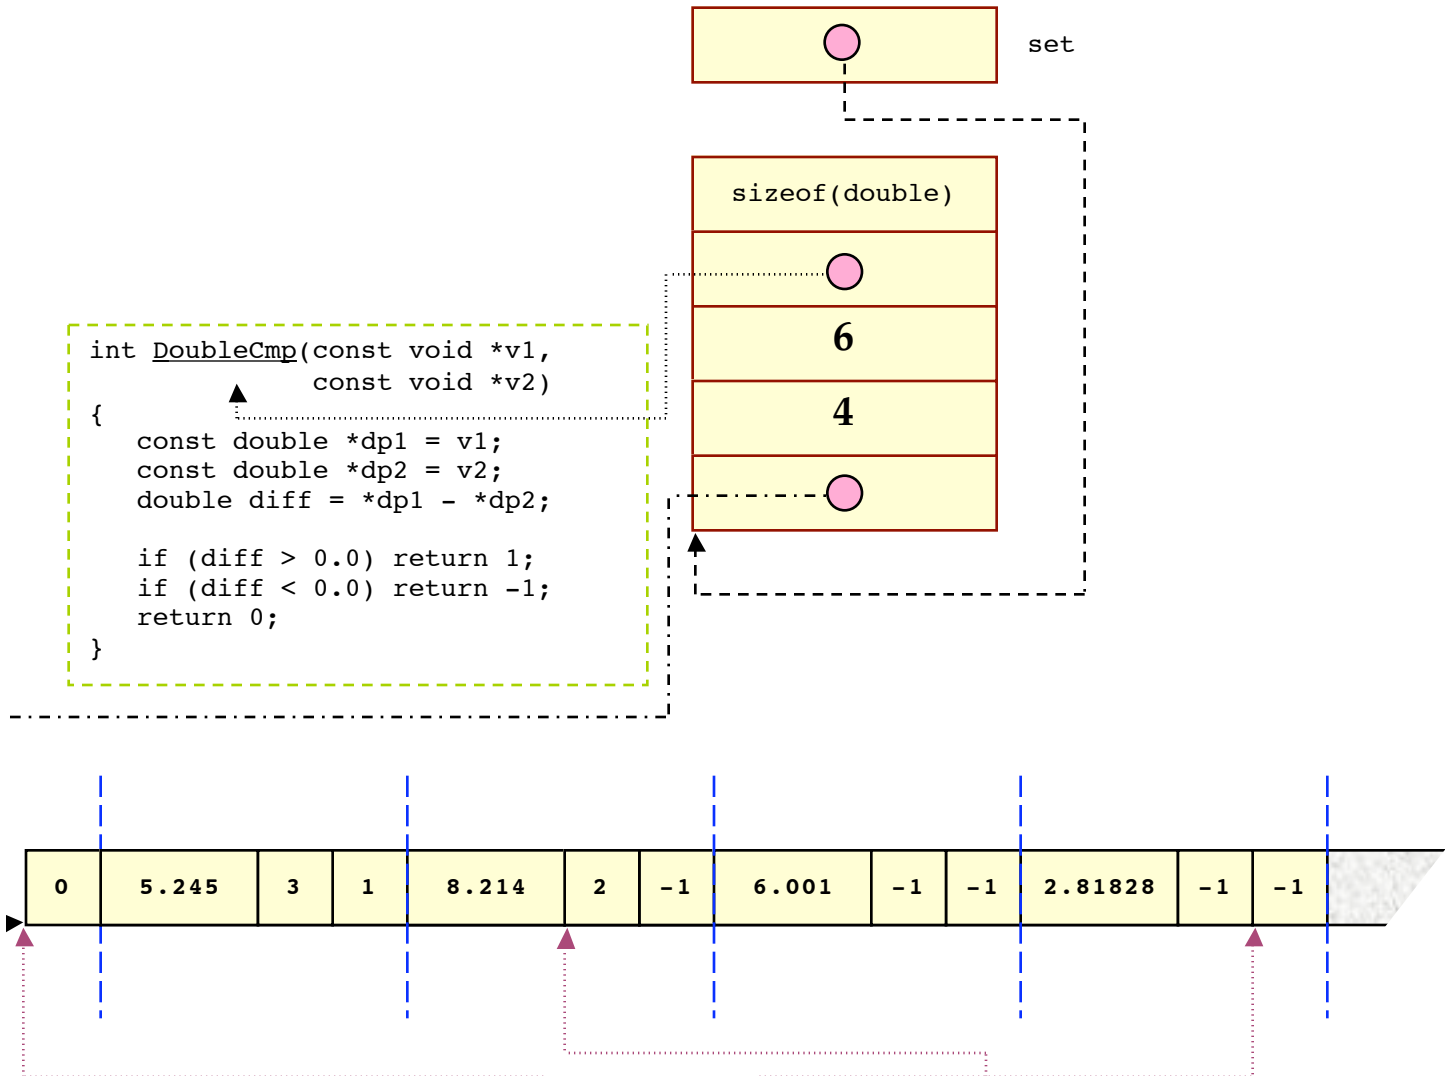 set
sizeof(double)
6
4
int DoubleCmp(const void *v1,
const void *v2)
{
const double *dp1 = v1;
const double *dp2 = v2;
double diff = *dp1 - *dp2;
if (diff > 0.0) return 1;
if (diff < 0.0) return -1;
return 0;
}
0 5.245 3 1 8.214 2 -1 6.001 -1 -1 2.81828 -1 -1